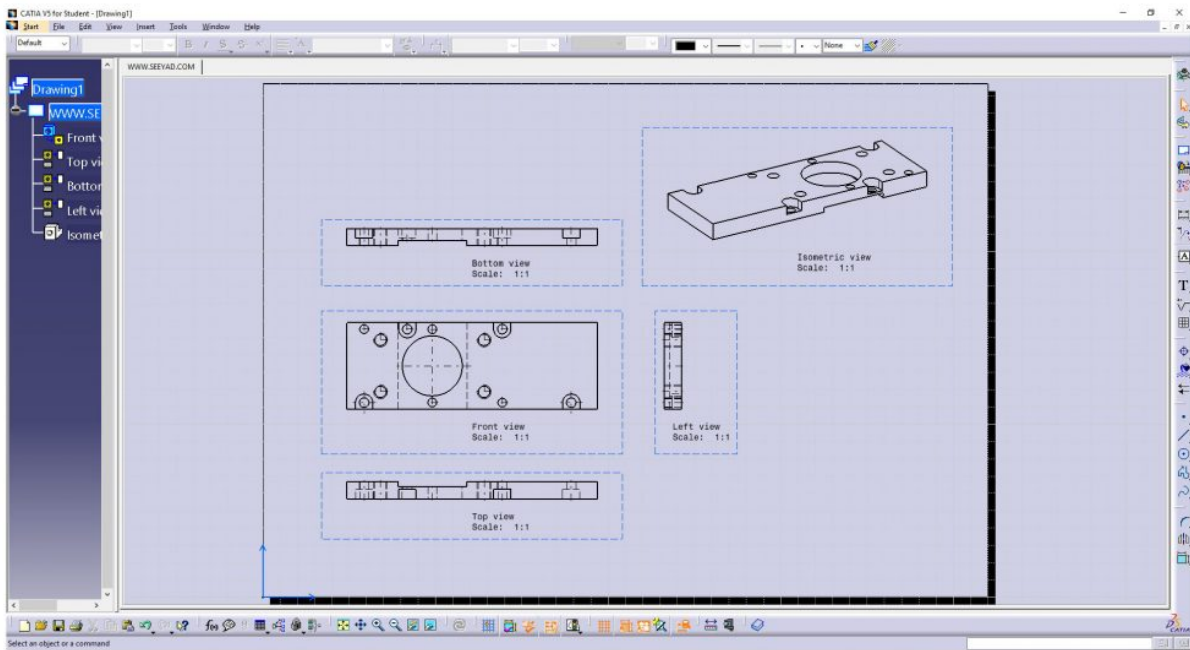 CATIA V5 for Student - [Drawing1]
Start File Edit View Insert Tools Window Help
Default
B I S
None
WWW.SEEYAD.COM
Drawing1
WWW.SE
Front v
Top vi
Bottor
Left vi
Isomet
Bottom view
Scale: 1:1
Isometric view
Scale: 1:1
Front view
Scale: 1:1
Left view
Scale: 1:1
Top view
Scale: 1:1
Select an object or a command
CATIA